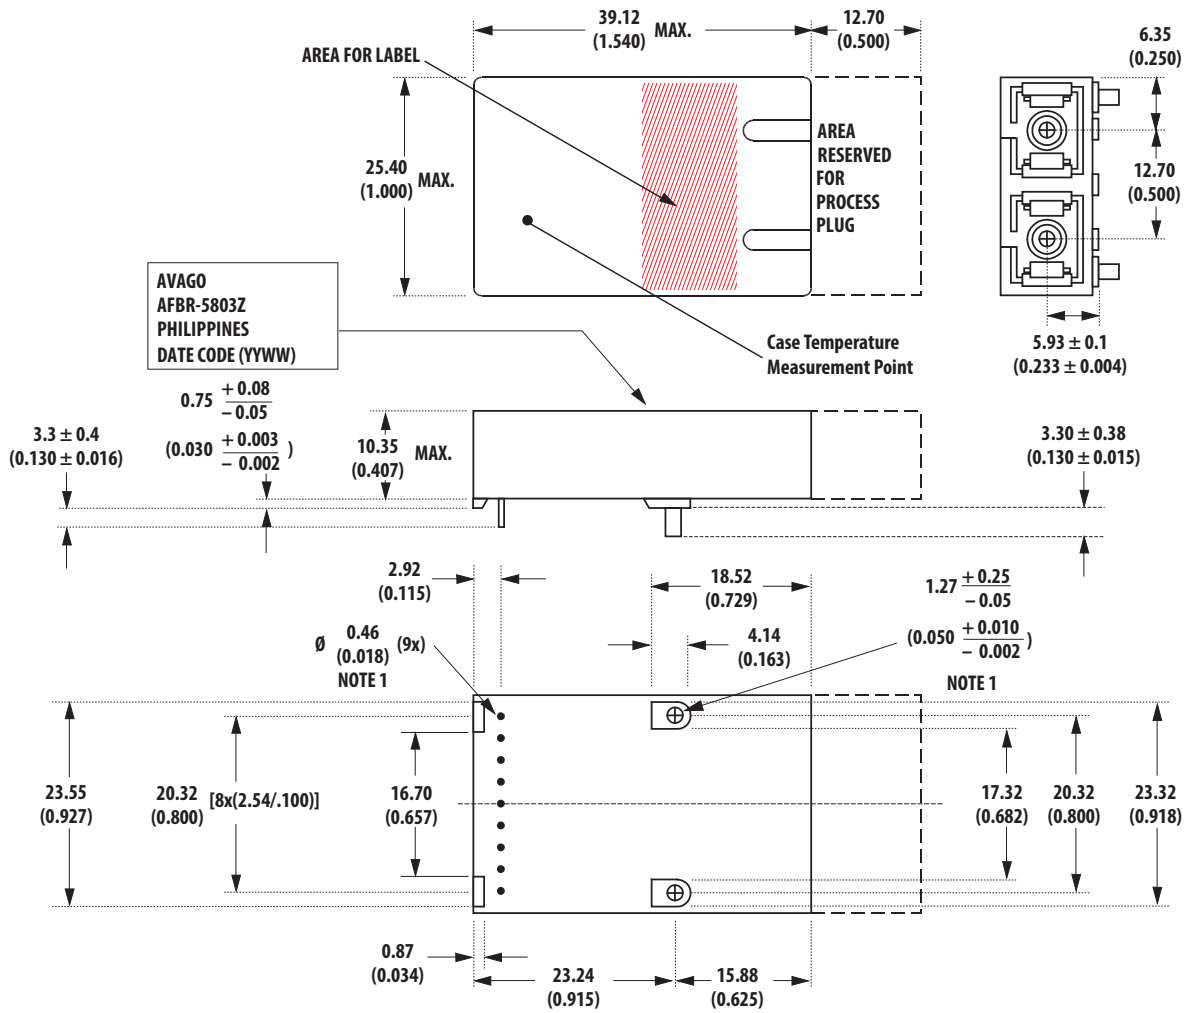 39.12
(1.540)
MAX.
12.70
(0.500)
6.35
(0.250)
AREA FOR LABEL
25.40
(1.000)
MAX.
AREA
RESERVED
FOR
PROCESS
PLUG
12.70
(0.500)
AVAGO
AFBR-5803Z
PHILIPPINES
DATE CODE (YYWW)
Case Temperature
Measurement Point
5.93 ± 0.1
(0.233 ± 0.004)
0.75 + 0.08
– 0.05
(0.030 + 0.003
– 0.002 )
3.3 ± 0.4
(0.130 ± 0.016)
10.35
(0.407)
MAX.
3.30 ± 0.38
(0.130 ± 0.015)
2.92
(0.115)
18.52
(0.729)
1.27 + 0.25
– 0.05
(0.050 + 0.010
– 0.002 )
NOTE 1
Ø 0.46
(0.018) (9x)
NOTE 1
4.14
(0.163)
23.55
(0.927)
20.32
(0.800)
[8x(2.54/.100)]
16.70
(0.657)
17.32
(0.682)
20.32
(0.800)
23.32
(0.918)
0.87
(0.034)
23.24
(0.915)
15.88
(0.625)